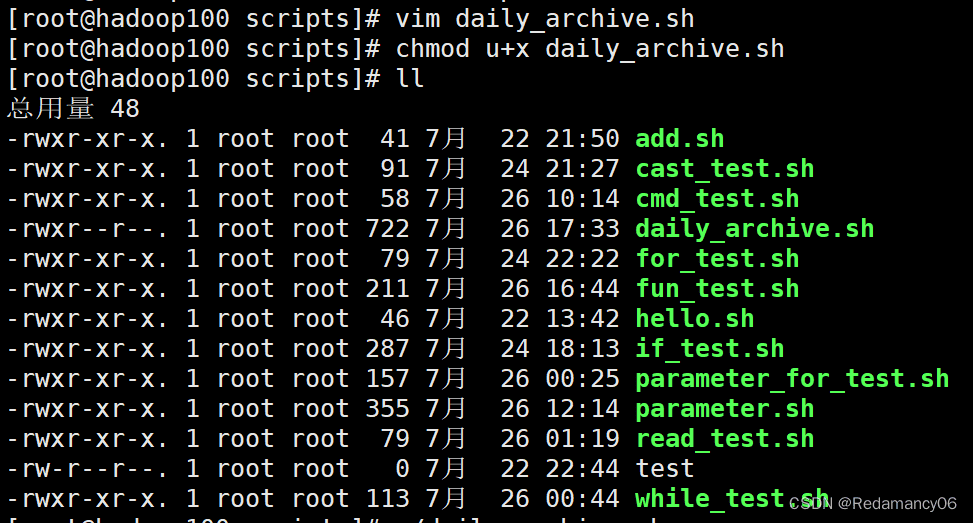 [root@hadoop100 scripts]# vim daily_archive.sh
[root@hadoop100 scripts]# chmod u+x daily_archive.sh
[root@hadoop100 scripts]# ll
总用量 48
-rwxr-xr-x. 1 root root  41 7月  22 21:50 add.sh
-rwxr-xr-x. 1 root root  91 7月  24 21:27 cast_test.sh
-rwxr-xr-x. 1 root root  58 7月  26 10:14 cmd_test.sh
-rwxr--r--. 1 root root 722 7月  26 17:33 daily_archive.sh
-rwxr-xr-x. 1 root root  79 7月  24 22:22 for_test.sh
-rwxr-xr-x. 1 root root 211 7月  26 16:44 fun_test.sh
-rwxr-xr-x. 1 root root  46 7月  22 13:42 hello.sh
-rwxr-xr-x. 1 root root 287 7月  24 18:13 if_test.sh
-rwxr-xr-x. 1 root root 157 7月  26 00:25 parameter_for_test.sh
-rwxr-xr-x. 1 root root 355 7月  26 12:14 parameter.sh
-rwxr-xr-x. 1 root root  79 7月  26 01:19 read_test.sh
-rw-r--r--. 1 root root   0 7月  22 22:44 test
-rwxr-xr-x. 1 root root 113 7月  26 00:44 while_test.sh
CSDN @Redamancy06
[root@hadoop100 scripts]#